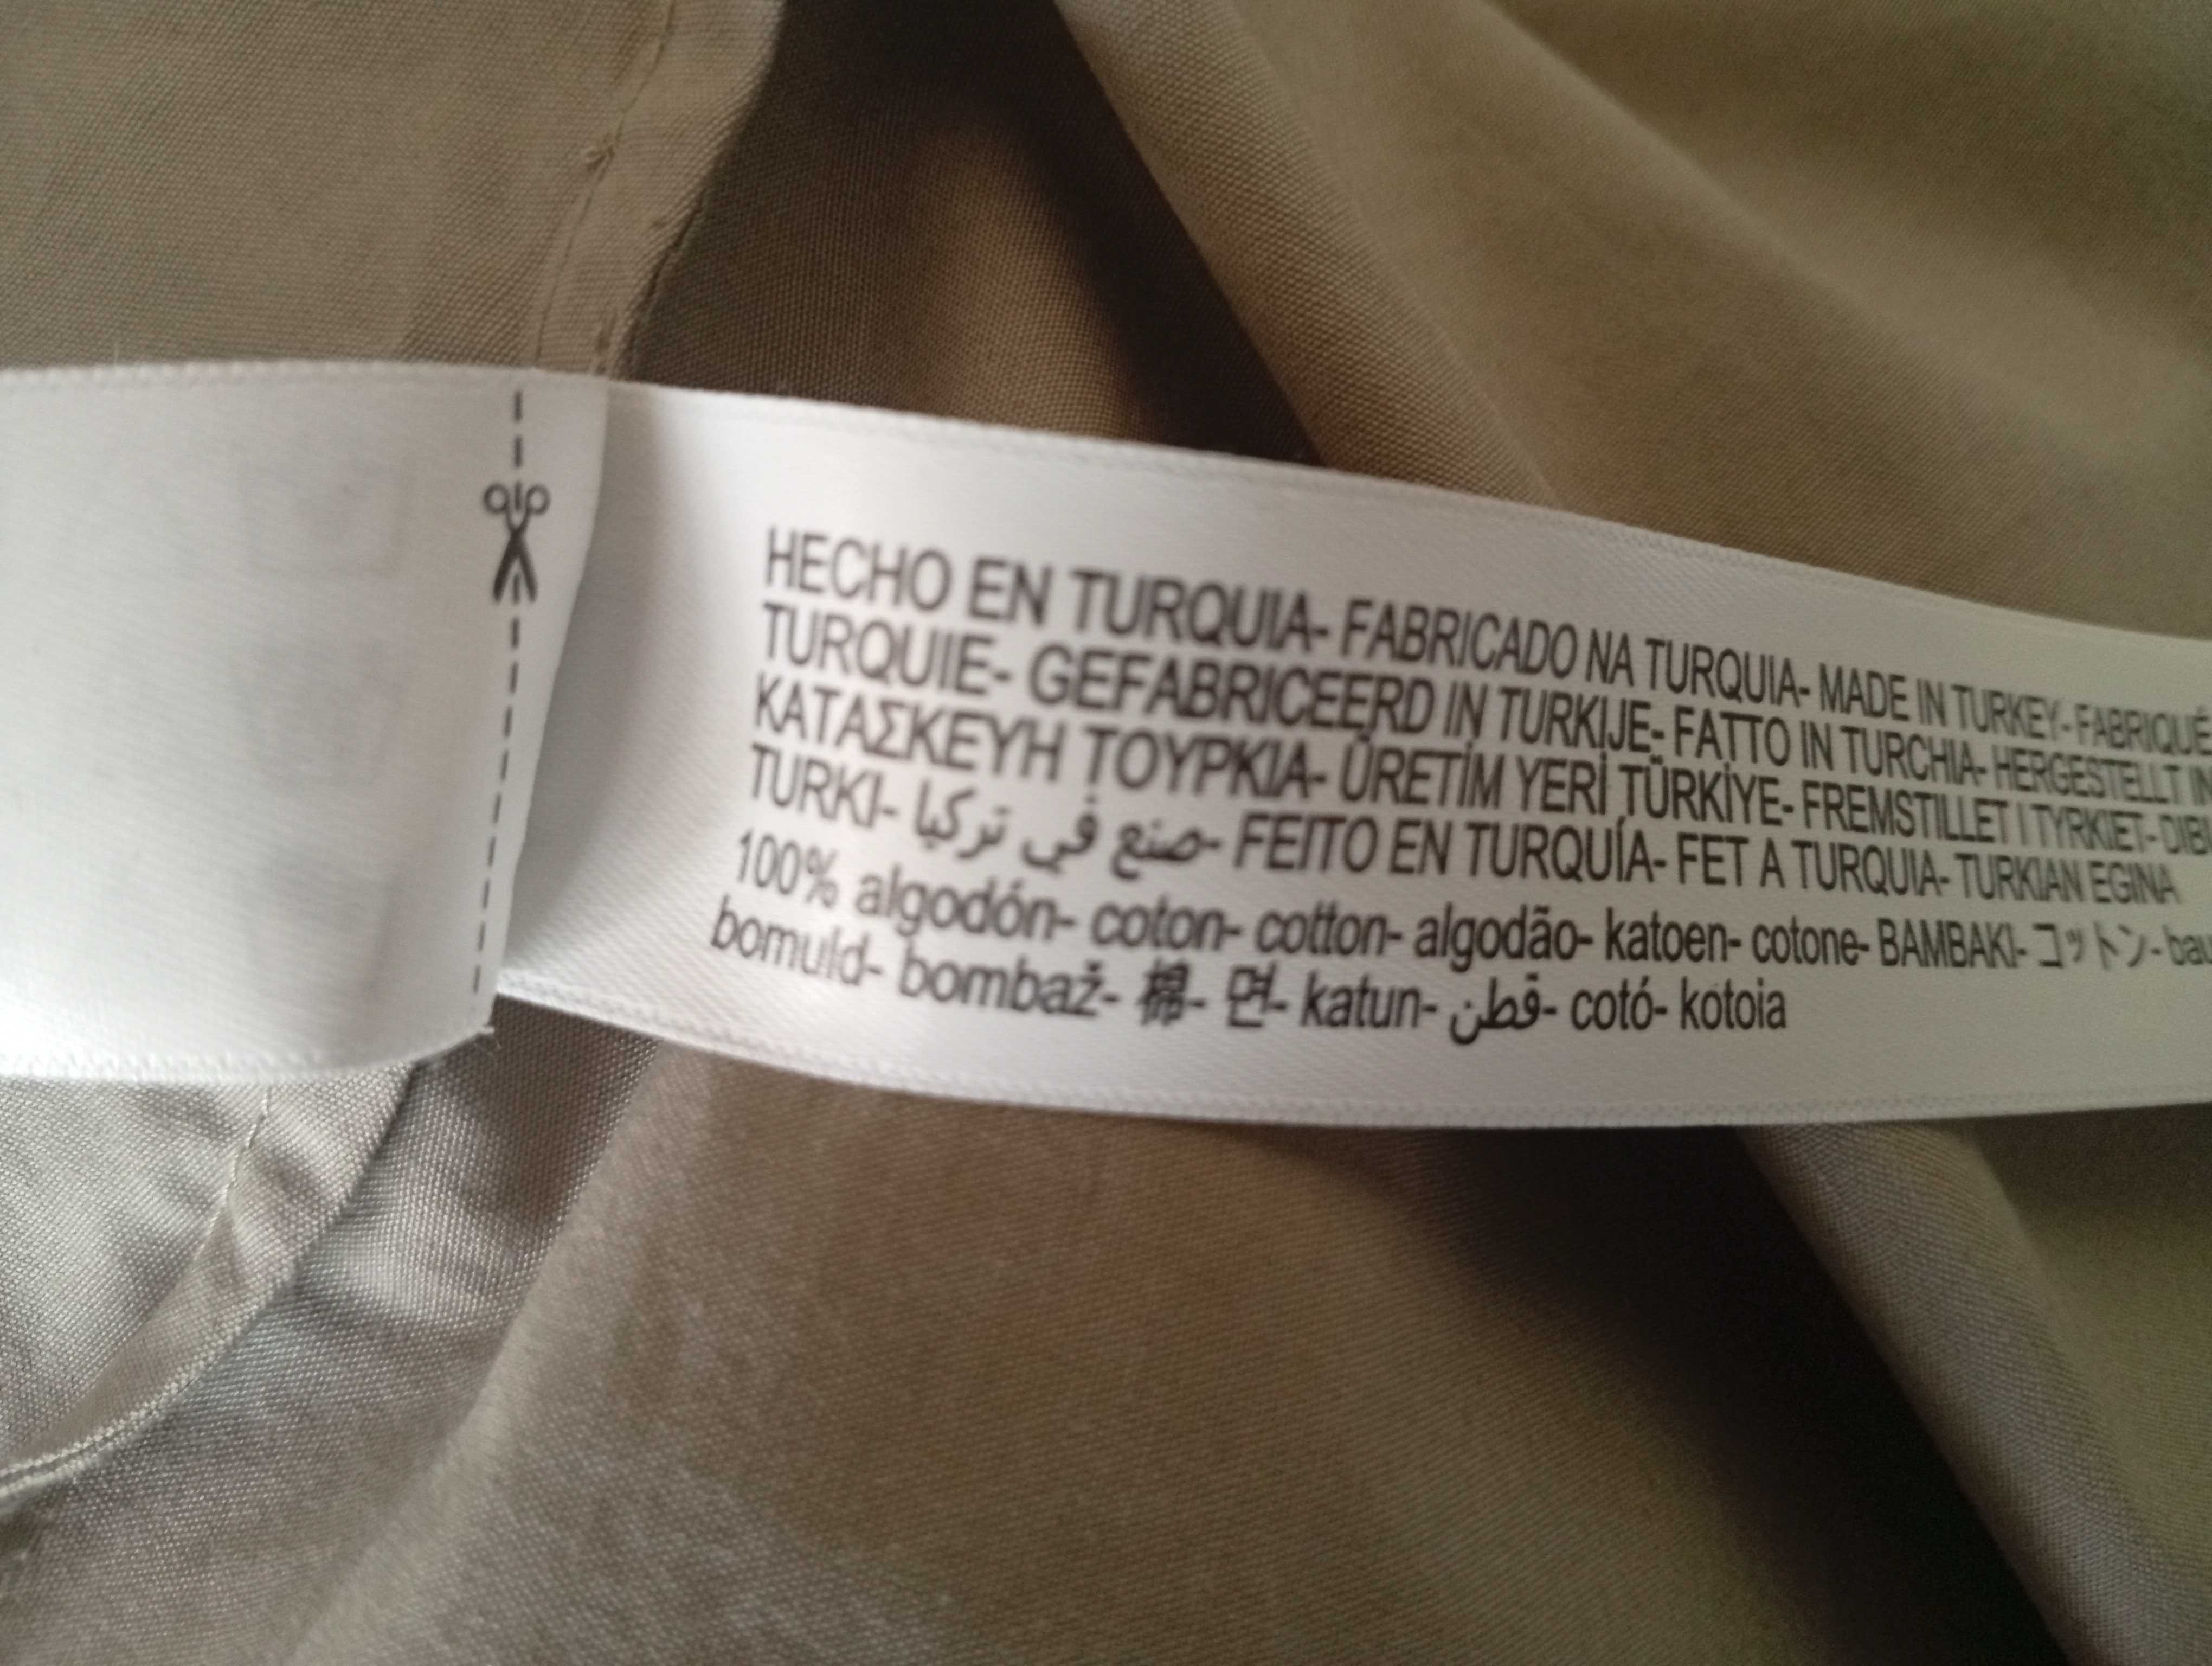 HECHO EN TURQUIA- FABRICADO NA TURQUIA- MADE IN TURKEY- FABRIQUÉ
TURQUIE- GEFABRICEERD IN TURKIJE- FATTO IN TURCHIA- HERGESTELLT IN
ΚΑΤΑΣΚΕΥΗ ΤΟΥΡΚΙΑ- ÜRETİM YERİ TÜRKİYE- FREMSTILLET I TYRKIET- DIBU
TURKI- صنع في تركيا- FEITO EN TURQUÍA- FET A TURQUIA- TURKIAN EGINA
100% algodón- coton- cotton- algodão- katoen- cotone- BAMBAKI- コットン- bau
bomuld- bombaž- 棉- 면- katun- قطن- cotó- kotoia